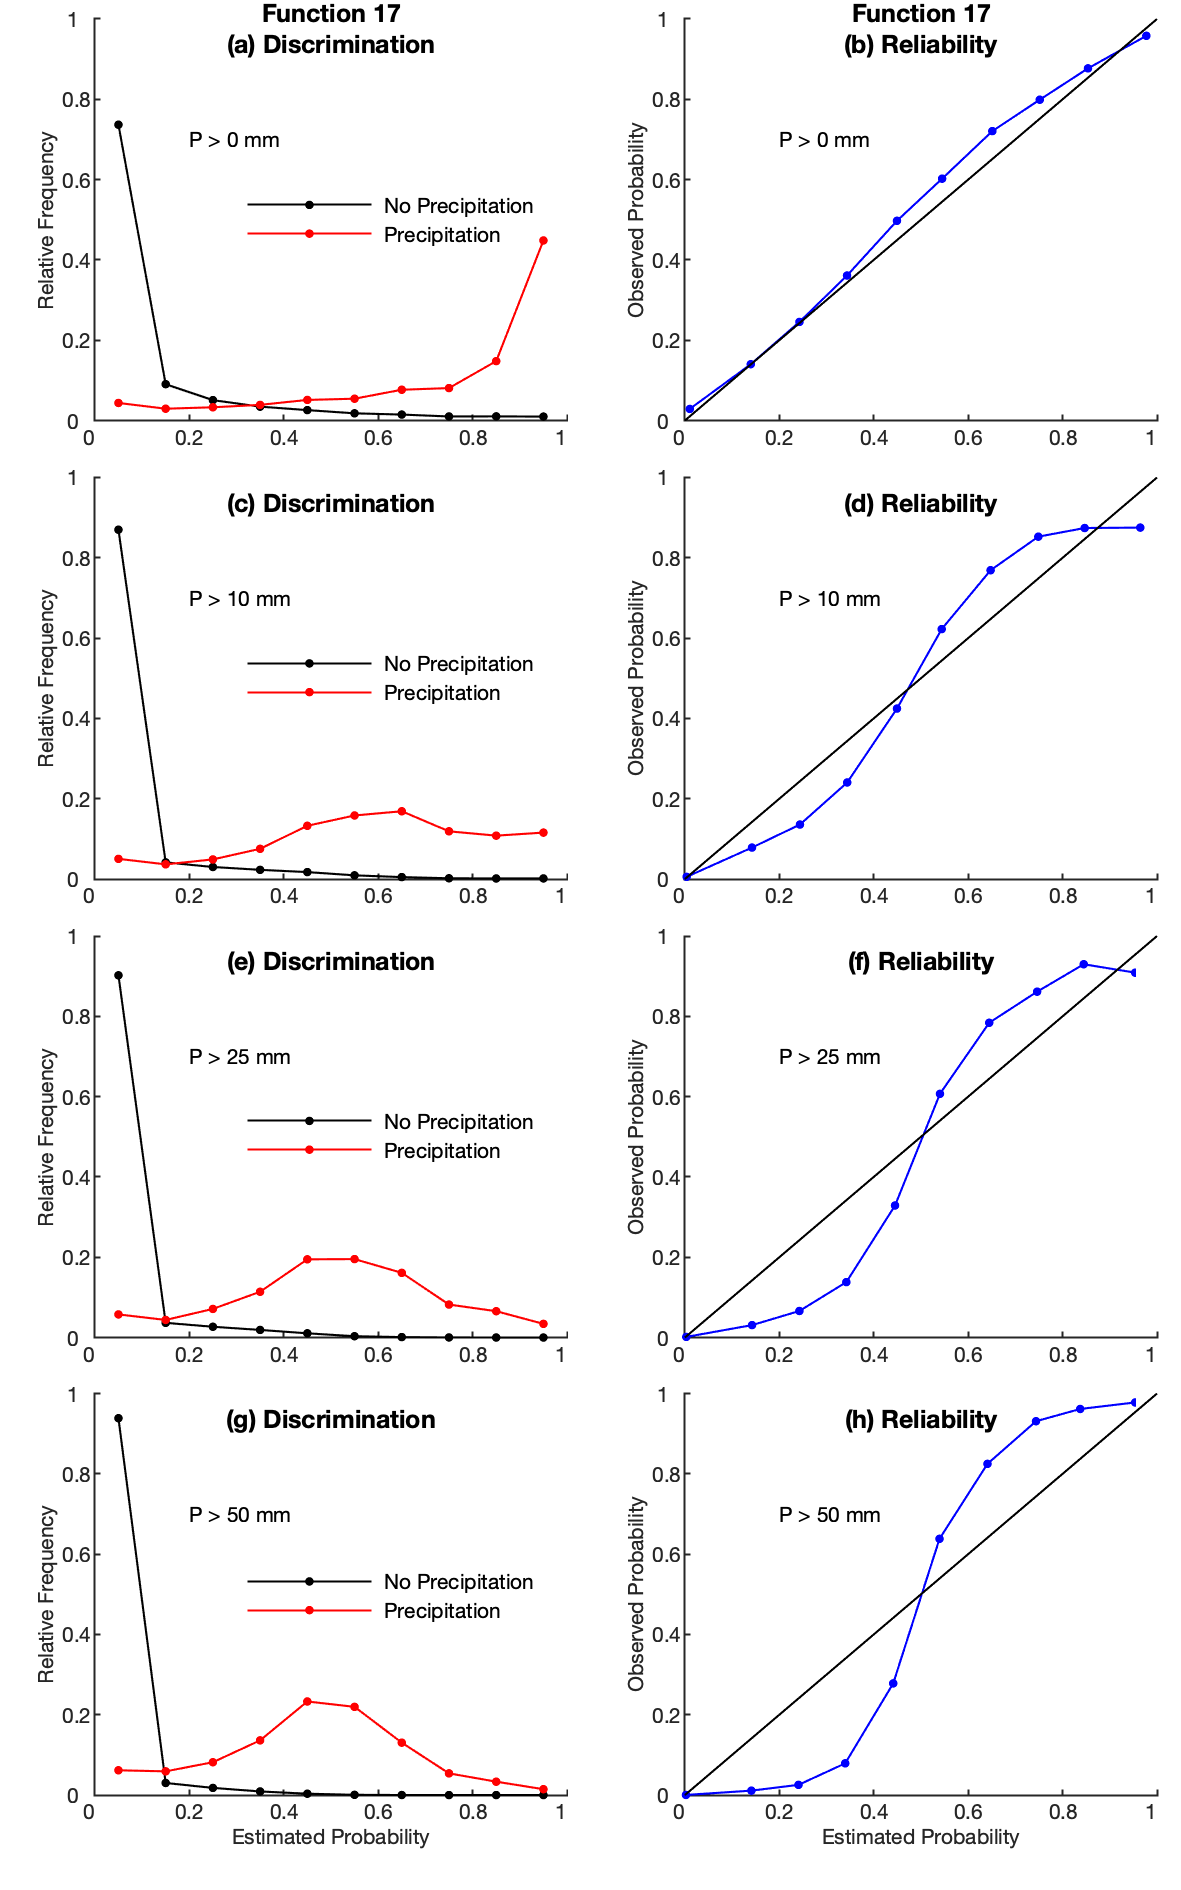 Function 17
(a) Discrimination
1
0.8
0.6
0.4
0.2
0
Relative Frequency
P > 0 mm
No Precipitation
Precipitation
0 0.2 0.4 0.6 0.8 1
Function 17
(b) Reliability
1
0.8
0.6
0.4
0.2
0
Observed Probability
P > 0 mm
0 0.2 0.4 0.6 0.8 1
(c) Discrimination
1
0.8
0.6
0.4
0.2
0
Relative Frequency
P > 10 mm
No Precipitation
Precipitation
0 0.2 0.4 0.6 0.8 1
(d) Reliability
1
0.8
0.6
0.4
0.2
0
Observed Probability
P > 10 mm
0 0.2 0.4 0.6 0.8 1
(e) Discrimination
1
0.8
0.6
0.4
0.2
0
Relative Frequency
P > 25 mm
No Precipitation
Precipitation
0 0.2 0.4 0.6 0.8 1
(f) Reliability
1
0.8
0.6
0.4
0.2
0
Observed Probability
P > 25 mm
0 0.2 0.4 0.6 0.8 1
(g) Discrimination
1
0.8
0.6
0.4
0.2
0
Relative Frequency
P > 50 mm
No Precipitation
Precipitation
0 0.2 0.4 0.6 0.8 1
Estimated Probability
(h) Reliability
1
0.8
0.6
0.4
0.2
0
Observed Probability
P > 50 mm
0 0.2 0.4 0.6 0.8 1
Estimated Probability